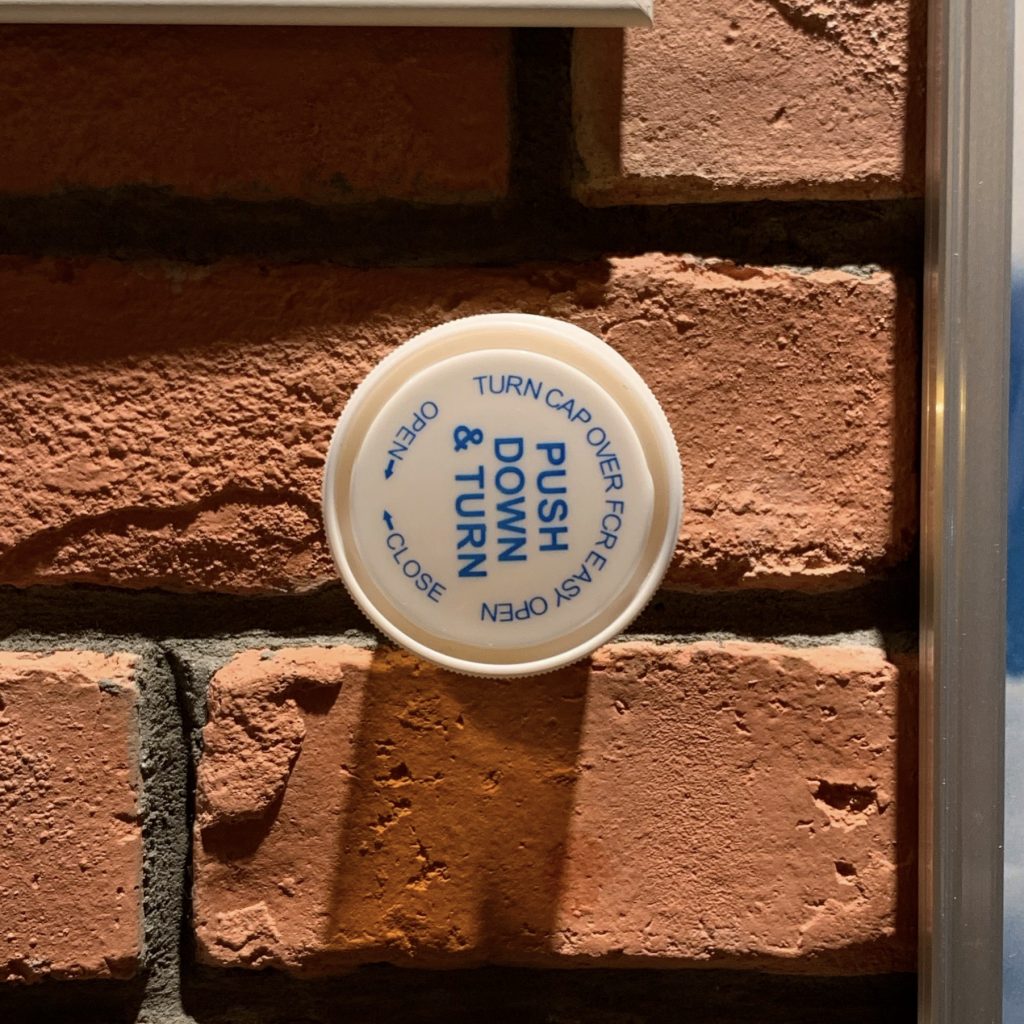 TURN CAP OVER FOR EASY OPEN
PUSH
DOWN
& TURN
OPEN
CLOSE